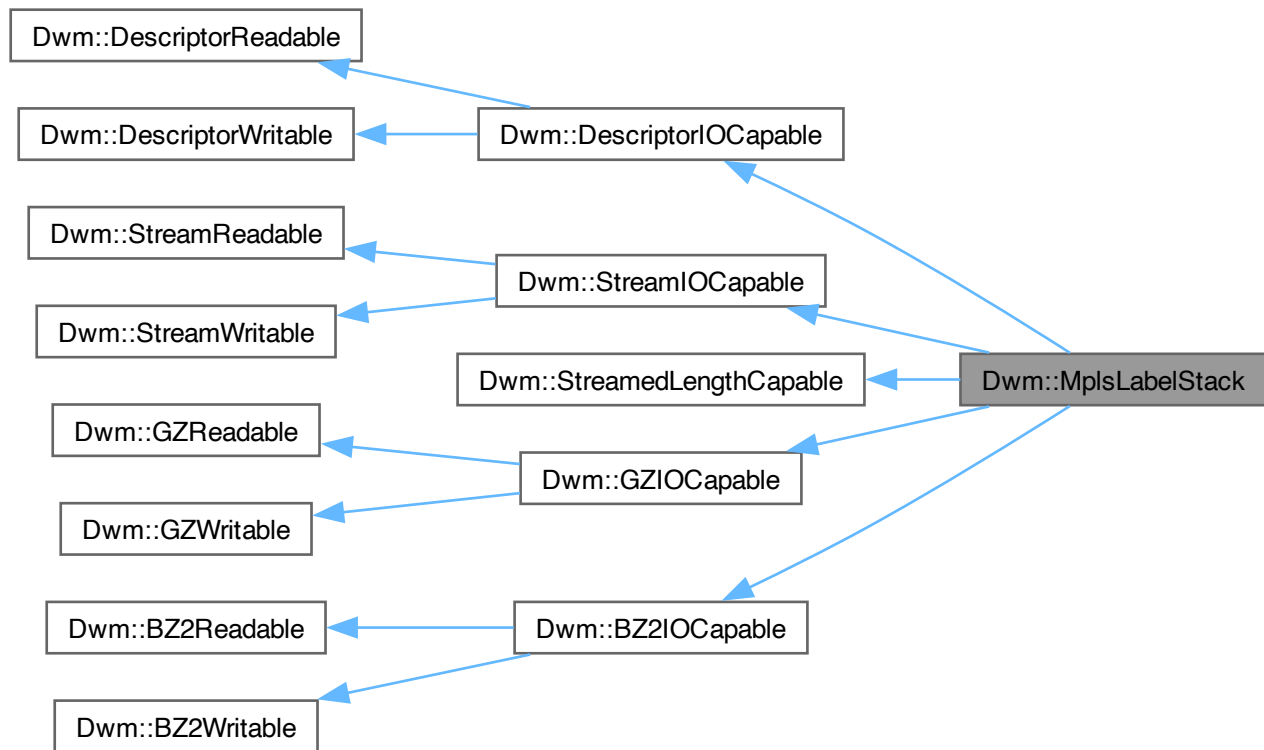 Dwm::DescriptorReadable
Dwm::DescriptorWritable
Dwm::DescriptorIOCapable
Dwm::StreamReadable
Dwm::StreamIOCapable
Dwm::StreamWritable
Dwm::StreamedLengthCapable
Dwm::MplsLabelStack
Dwm::GZReadable
Dwm::GZIOCapable
Dwm::GZWritable
Dwm::BZ2Readable
Dwm::BZ2IOCapable
Dwm::BZ2Writable